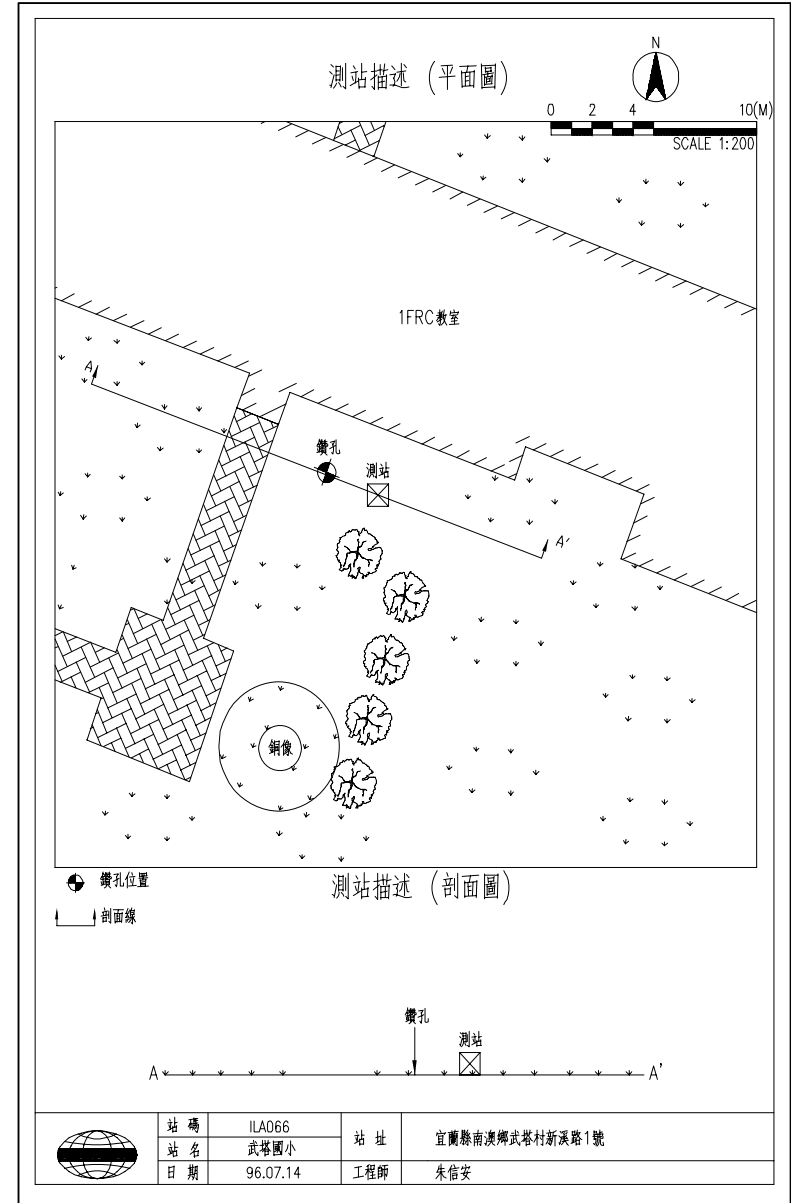 測站描述 (平面圖)
N
0 2 4 10(M)
SCALE 1:200
1FRC教室
A
鑽孔
測站
A'
銅像
鑽孔位置
剖面線
測站描述 (剖面圖)
鑽孔
測站
A A'
站碼 ILA066 站址 宜蘭縣南澳鄉武塔村新溪路1號
站名 武塔國小
日期 96.07.14 工程師 朱信安